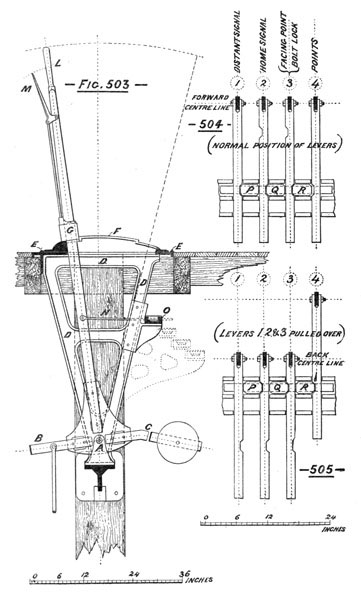 L
M
— FIG. 503 —
G
F
E
E
D
D
D
N
O
B
A
C
0 6 12 24 36
INCHES
DISTANT SIGNAL
HOME SIGNAL
(FACING POINT
BOLT LOCK
POINTS
1 2 3 4
FORWARD
CENTRE LINE
— 504 —
(NORMAL POSITION OF LEVERS)
P Q R
1 2 3 4
(LEVERS 1, 2 & 3 PULLED OVER)
BACK
CENTRE LINE
P Q R
— 505 —
0 6 12 24
INCHES